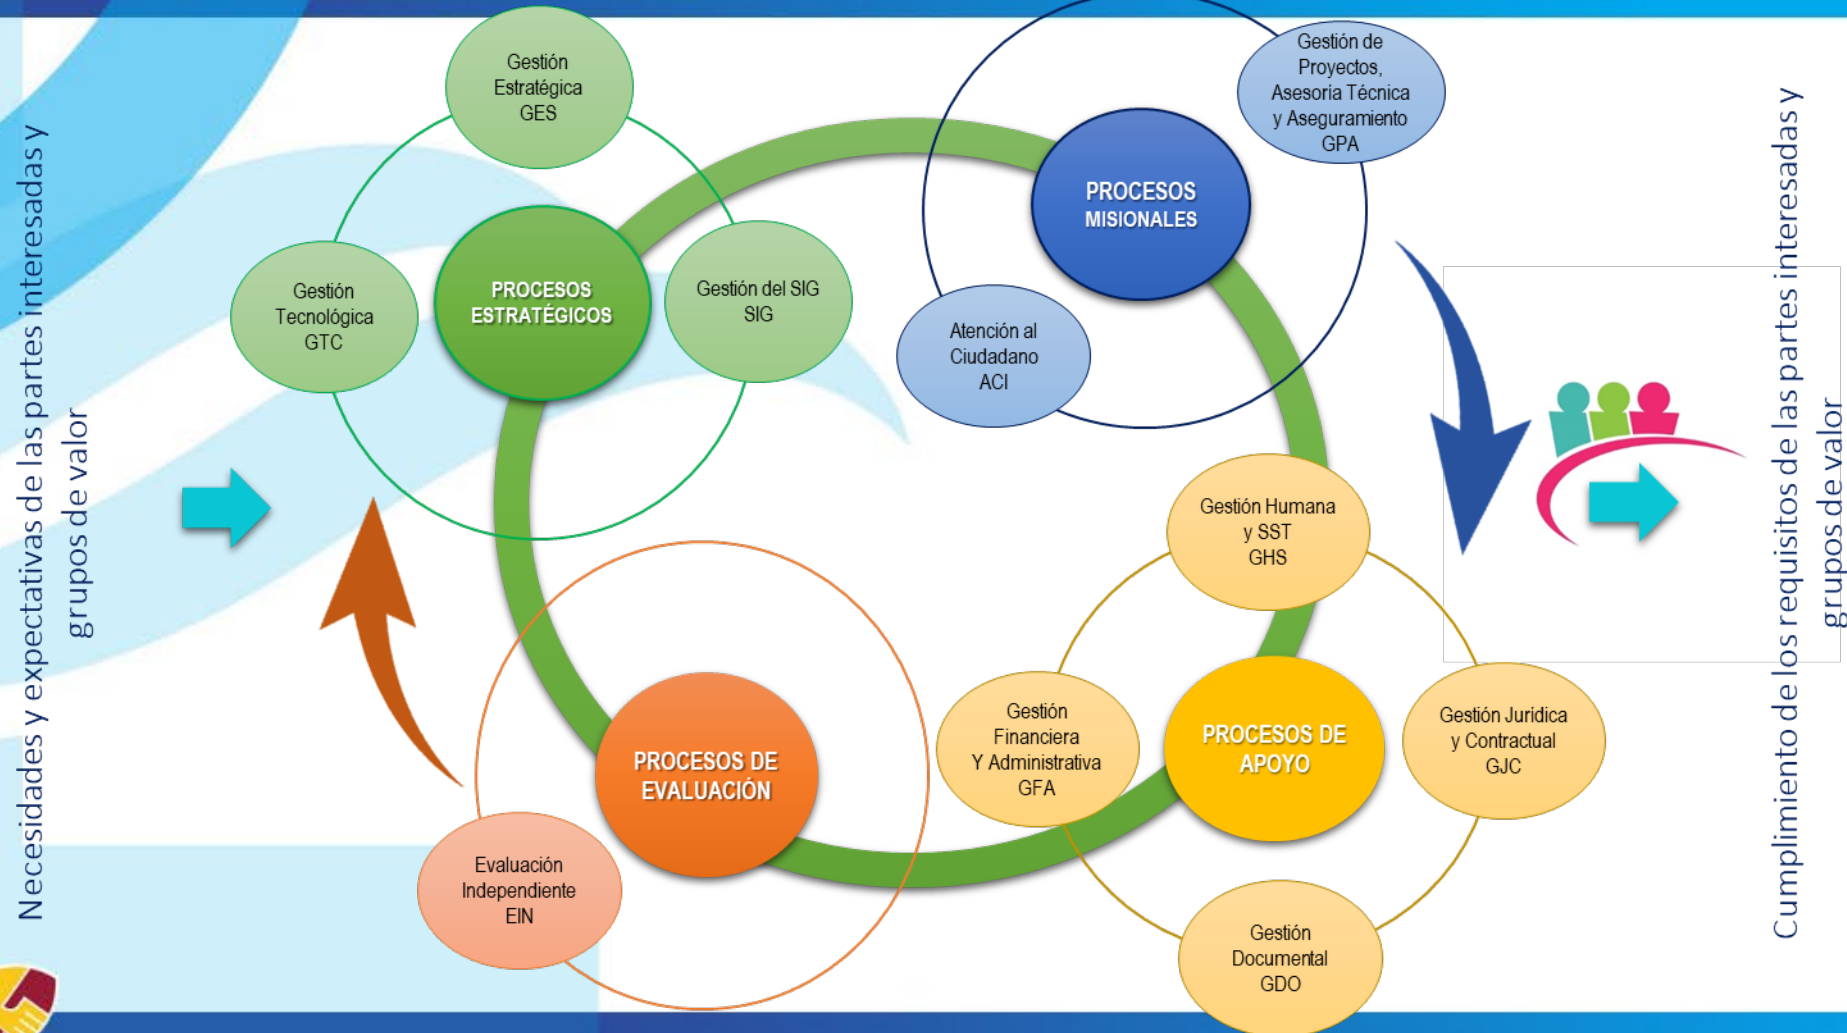 Necesidades y expectativas de las partes interesadas y
grupos de valor
Gestión
Estratégica
GES
Gestión
Tecnológica
GTC
PROCESOS
ESTRATÉGICOS
Gestión del SIG
SIG
PROCESOS
MISIONALES
Gestión de
Proyectos,
Asesoria Técnica
y Aseguramiento
GPA
Atención al
Ciudadano
ACI
Gestión Humana
y SST
GHS
Gestión
Financiera
Y Administrativa
GFA
PROCESOS DE
APOYO
Gestión Jurídica
y Contractual
GJC
Gestión
Documental
GDO
PROCESOS DE
EVALUACIÓN
Evaluación
Independiente
EIN
Cumplimiento de los requisitos de las partes interesadas y
grupos de valor